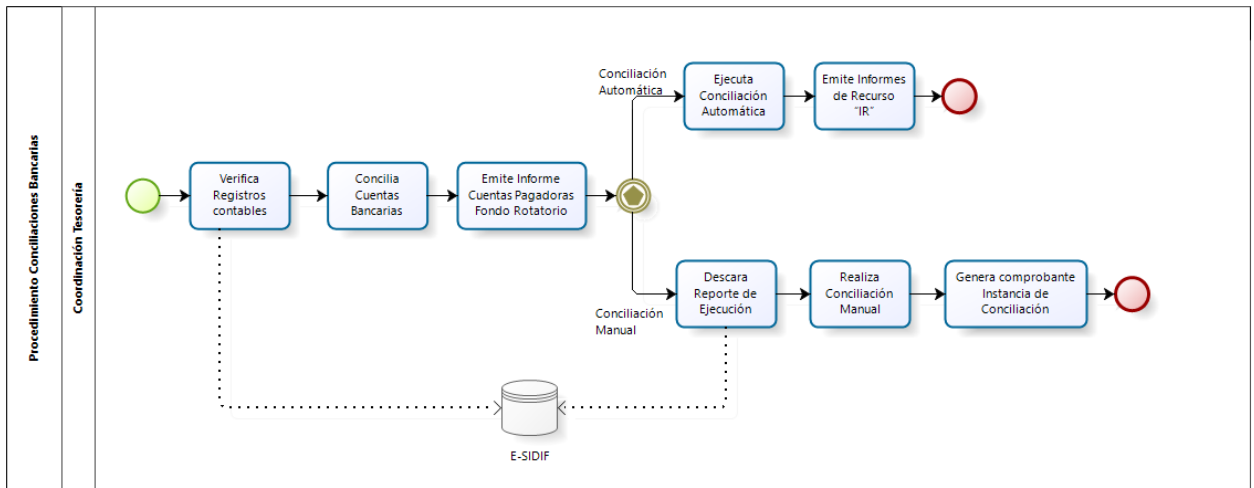 Procedimiento Conciliaciones Bancarias
Coordinación Tesorería
Verifica
Registros
contables
Concilia
Cuentas
Bancarias
Emite Informe
Cuentas Pagadoras
Fondo Rotatorio
Conciliación
Automática
Ejecuta
Conciliación
Automática
Emite Informes
de Recurso
"IR"
Conciliación
Manual
Descara
Reporte de
Ejecución
Realiza
Conciliación
Manual
Genera comprobante
Instancia de
Conciliación
E-SIDIF